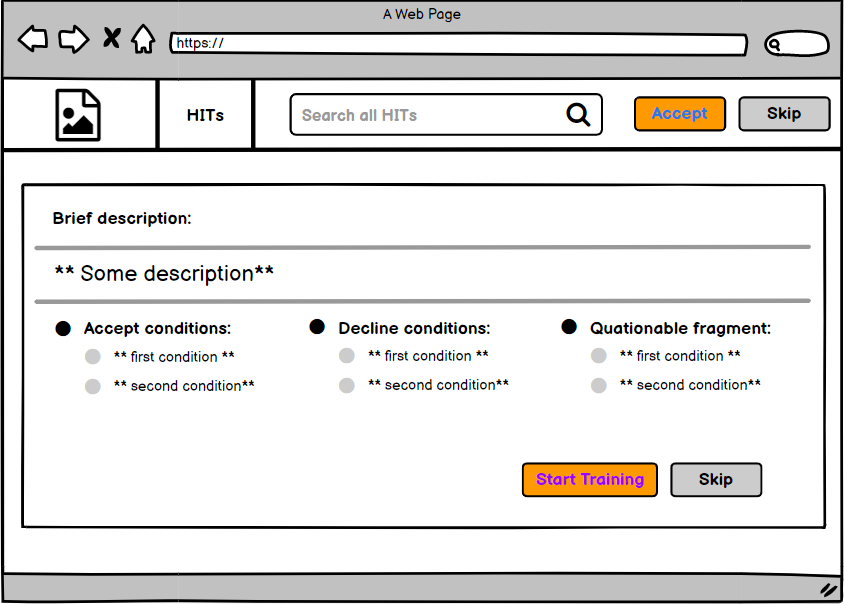 A Web Page
https://
HITs
Search all HITs
Accept
Skip
Brief description:
** Some description**
Accept conditions:
** first condition **
** second condition**
Decline conditions:
** first condition **
** second condition**
Quationable fragment:
** first condition **
** second condition**
Start Training
Skip